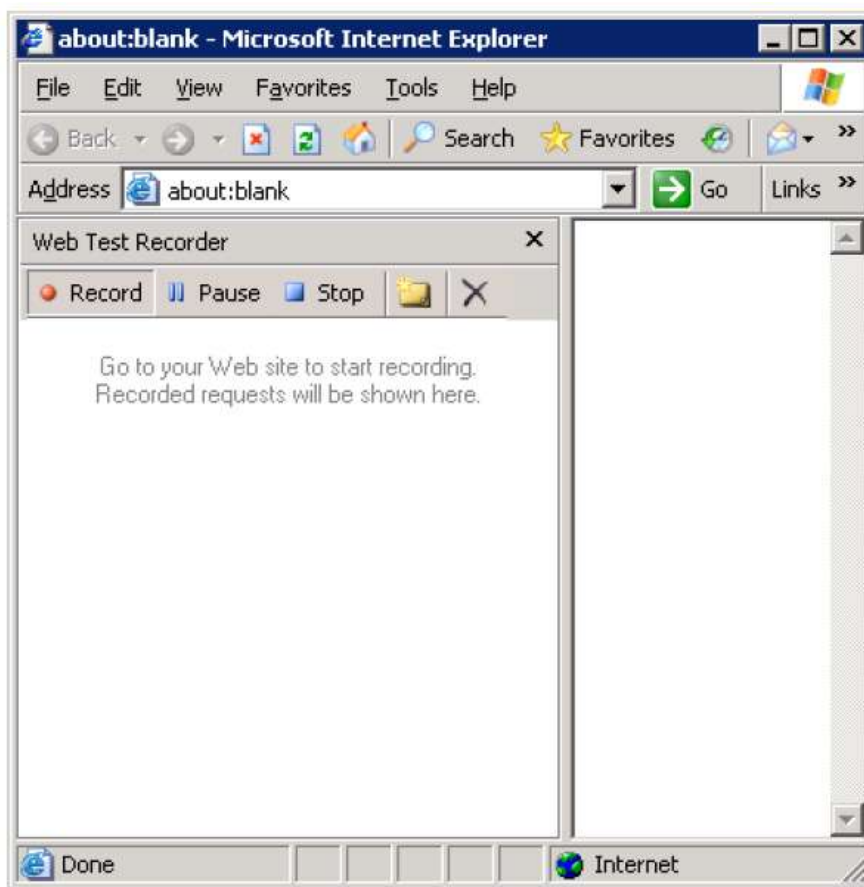 about:blank - Microsoft Internet Explorer
File Edit View Favorites Tools Help
Back Search Favorites »
Address about:blank Go Links »
Web Test Recorder
Record Pause Stop
Go to your Web site to start recording.
Recorded requests will be shown here.
Done Internet